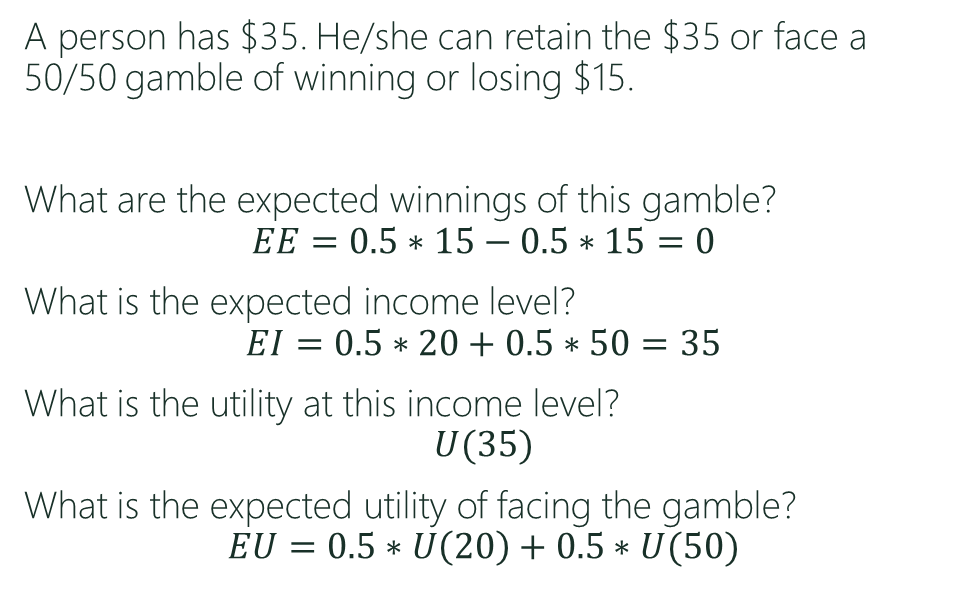 A person has $35. He/she can retain the $35 or face a
50/50 gamble of winning or losing $15.
What are the expected winnings of this gamble?
EE = 0.5 ∗ 15 − 0.5 ∗ 15 = 0
What is the expected income level?
EI = 0.5 ∗ 20 + 0.5 ∗ 50 = 35
What is the utility at this income level?
U(35)
What is the expected utility of facing the gamble?
EU = 0.5 ∗ U(20) + 0.5 ∗ U(50)